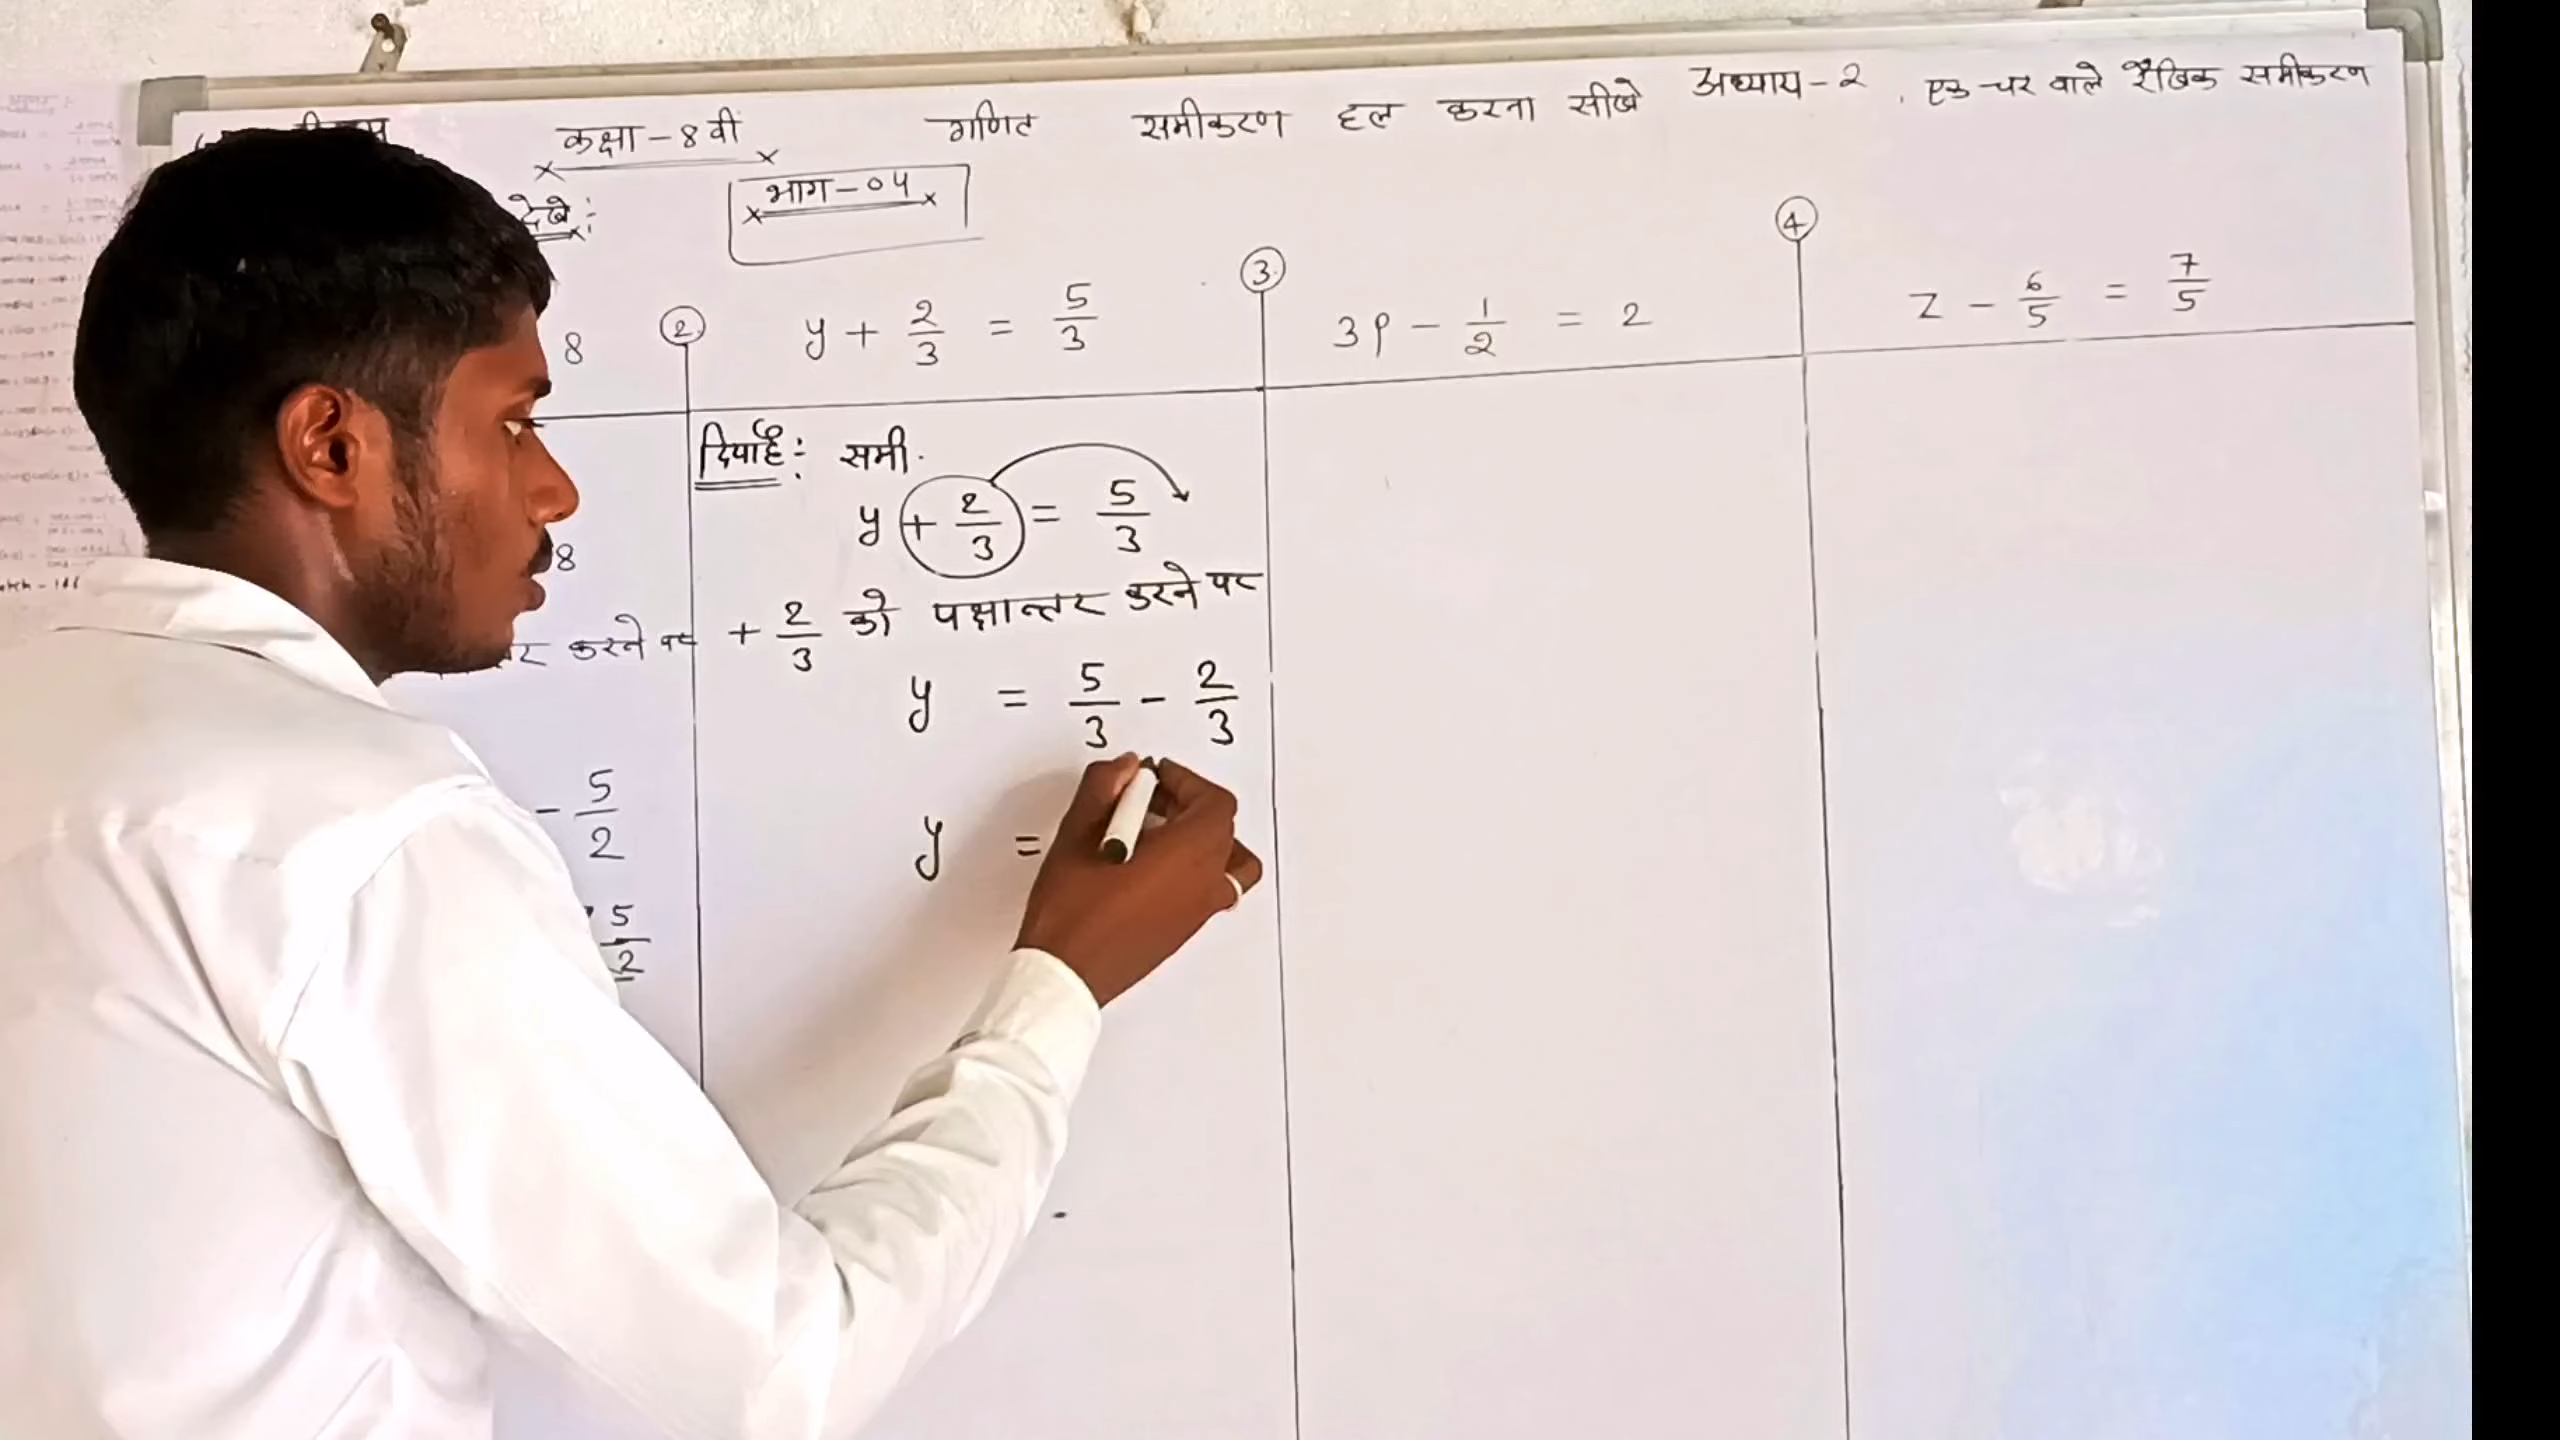 कक्षा - 8 वी गणित समीकरण हल करना सीखे अध्याय - 2 . एक चर वाले रैखिक समीकरण
देखे :
भाग - 04
8
② y + 2/3 = 5/3
③ 3p - 1/2 = 2
④ z - 6/5 = 7/5
8
करने पर
- 5/2
5/2
दिया है : समी.
y + 2/3 = 5/3
+ 2/3 को पक्षान्तर करने पर
y = 5/3 - 2/3
y =